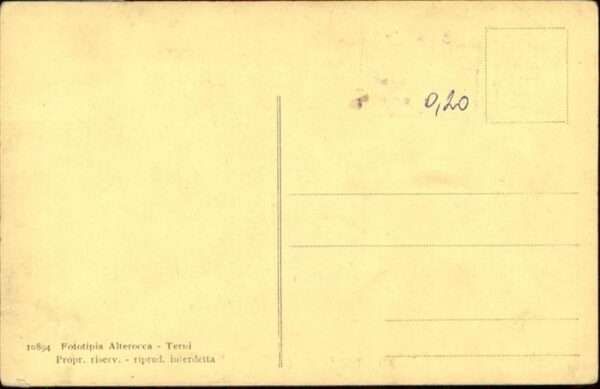 0,20
10894 Fototipia Alterocca - Terni
Propr. riserv. - riprod. interdetta